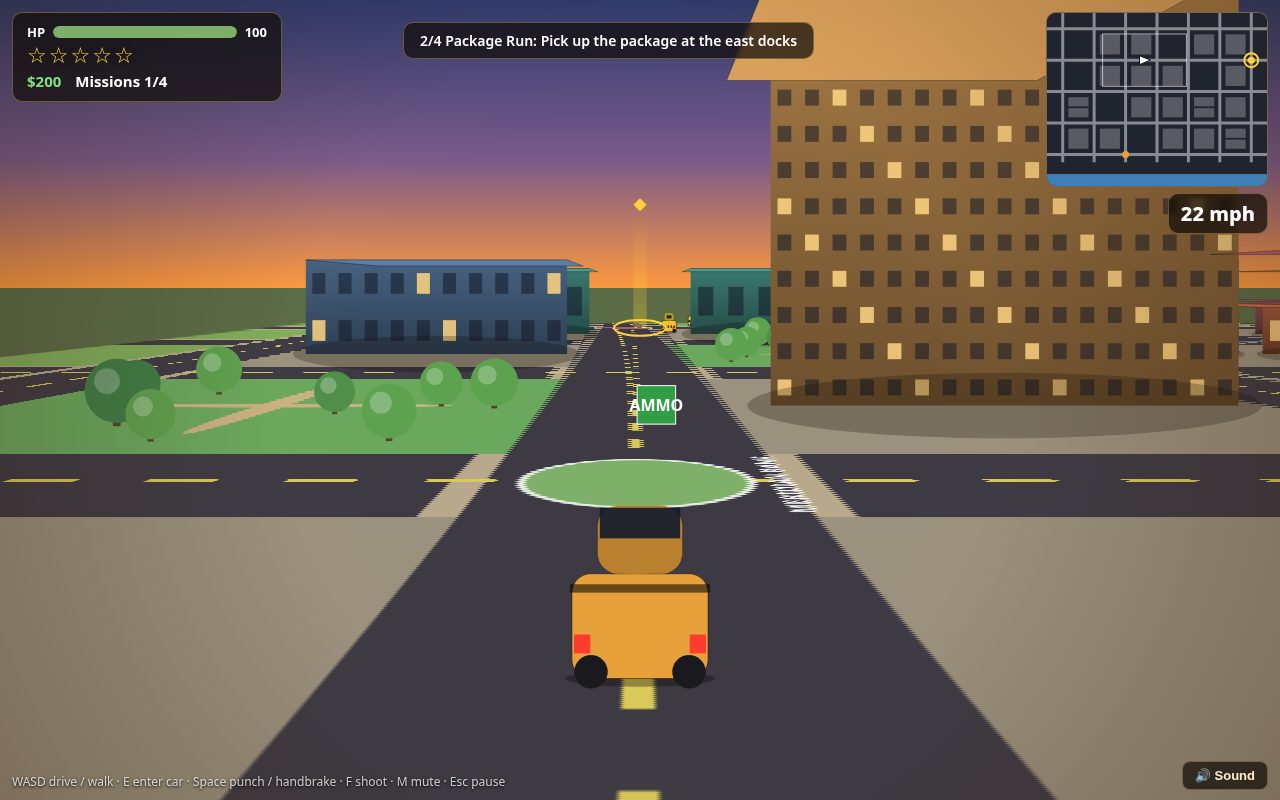 HP 100
2/4 Package Run: Pick up the package at the east docks
$200 Missions 1/4
22 mph
AMMO
WASD drive / walk · E enter car · Space punch / handbrake · F shoot · M mute · Esc pause
🔊 Sound